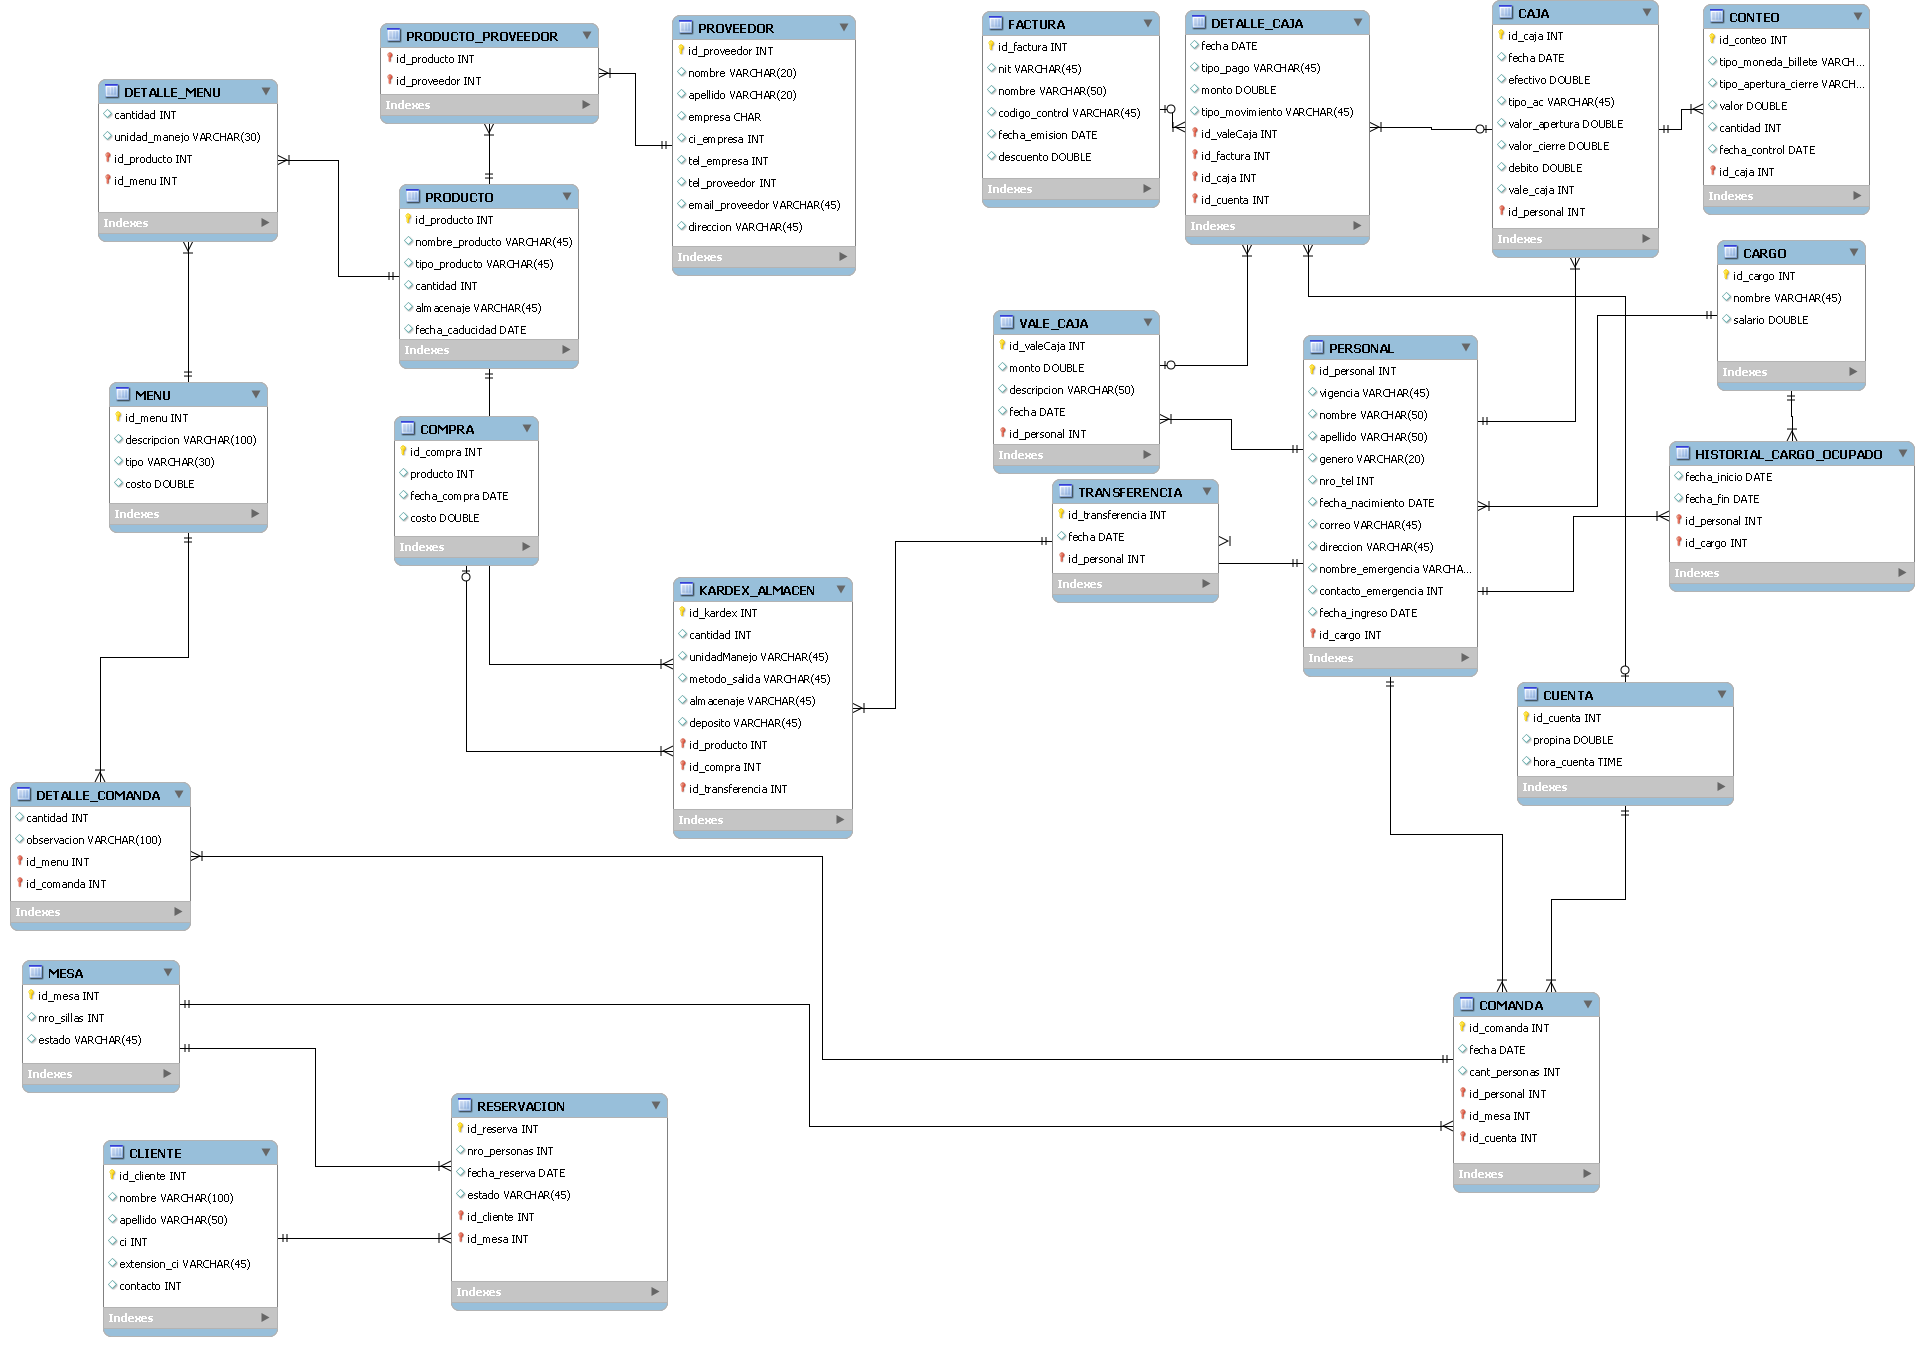 PRODUCTO_PROVEEDOR
id_producto INT
id_proveedor INT
Indexes
PROVEEDOR
id_proveedor INT
nombre VARCHAR(20)
apellido VARCHAR(20)
empresa CHAR
ci_empresa INT
tel_empresa INT
tel_proveedor INT
email_proveedor VARCHAR(45)
direccion VARCHAR(45)
Indexes
FACTURA
id_factura INT
nit VARCHAR(45)
nombre VARCHAR(50)
codigo_control VARCHAR(45)
fecha_emision DATE
descuento DOUBLE
Indexes
DETALLE_CAJA
fecha DATE
tipo_pago VARCHAR(45)
monto DOUBLE
tipo_movimiento VARCHAR(45)
id_valeCaja INT
id_factura INT
id_caja INT
id_cuenta INT
Indexes
CAJA
id_caja INT
fecha DATE
efectivo DOUBLE
tipo_ac VARCHAR(45)
valor_apertura DOUBLE
valor_cierre DOUBLE
debito DOUBLE
vale_caja INT
id_personal INT
Indexes
CONTEO
id_conteo INT
tipo_moneda_billete VARCH...
tipo_apertura_cierre VARCH...
valor DOUBLE
cantidad INT
fecha_control DATE
id_caja INT
Indexes
DETALLE_MENU
cantidad INT
unidad_manejo VARCHAR(30)
id_producto INT
id_menu INT
Indexes
PRODUCTO
id_producto INT
nombre_producto VARCHAR(45)
tipo_producto VARCHAR(45)
cantidad INT
almacenaje VARCHAR(45)
fecha_caducidad DATE
Indexes
CARGO
id_cargo INT
nombre VARCHAR(45)
salario DOUBLE
Indexes
VALE_CAJA
id_valeCaja INT
monto DOUBLE
descripcion VARCHAR(50)
fecha DATE
id_personal INT
Indexes
PERSONAL
id_personal INT
vigencia VARCHAR(45)
nombre VARCHAR(50)
apellido VARCHAR(50)
genero VARCHAR(20)
nro_tel INT
fecha_nacimiento DATE
correo VARCHAR(45)
direccion VARCHAR(45)
nombre_emergencia VARCHA...
contacto_emergencia INT
fecha_ingreso DATE
id_cargo INT
Indexes
MENU
id_menu INT
descripcion VARCHAR(100)
tipo VARCHAR(30)
costo DOUBLE
Indexes
COMPRA
id_compra INT
producto INT
fecha_compra DATE
costo DOUBLE
Indexes
HISTORIAL_CARGO_OCUPADO
fecha_inicio DATE
fecha_fin DATE
id_personal INT
id_cargo INT
Indexes
TRANSFERENCIA
id_transferencia INT
fecha DATE
id_personal INT
Indexes
KARDEX_ALMACEN
id_kardex INT
cantidad INT
unidadManejo VARCHAR(45)
metodo_salida VARCHAR(45)
almacenaje VARCHAR(45)
deposito VARCHAR(45)
id_producto INT
id_compra INT
id_transferencia INT
Indexes
CUENTA
id_cuenta INT
propina DOUBLE
hora_cuenta TIME
Indexes
DETALLE_COMANDA
cantidad INT
observacion VARCHAR(100)
id_menu INT
id_comanda INT
Indexes
MESA
id_mesa INT
nro_sillas INT
estado VARCHAR(45)
Indexes
COMANDA
id_comanda INT
fecha DATE
cant_personas INT
id_personal INT
id_mesa INT
id_cuenta INT
Indexes
RESERVACION
id_reserva INT
nro_personas INT
fecha_reserva DATE
estado VARCHAR(45)
id_cliente INT
id_mesa INT
Indexes
CLIENTE
id_cliente INT
nombre VARCHAR(100)
apellido VARCHAR(50)
ci INT
extension_ci VARCHAR(45)
contacto INT
Indexes